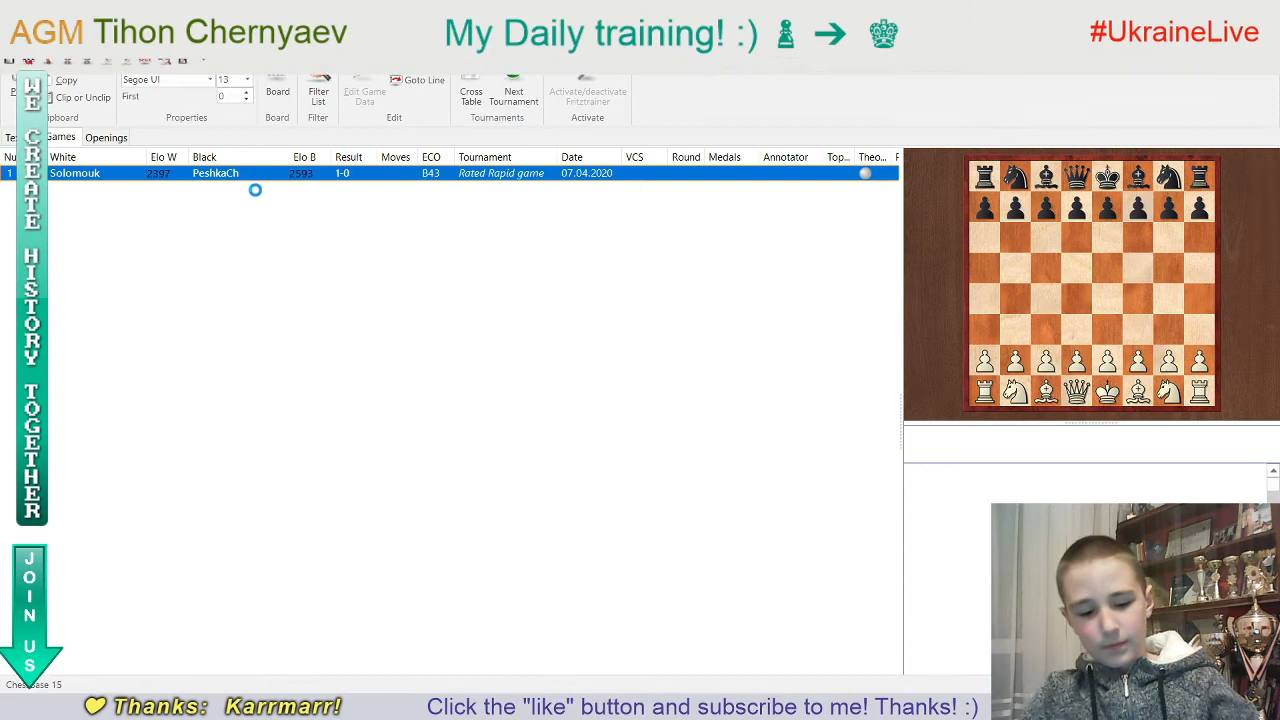 AGM Tihon Chernyaev
My Daily training! :)
#UkraineLive
WE CREATE HISTORY TOGETHER
JOIN US
Copy
Clip or Unclip
Segoe UI
13
First
0
Properties
Board
Board
Filter List
Filter
Edit Game Data
Goto Line
Edit
Cross Table
Next Tournament
Tournaments
Activate/deactivate Fritztrainer
Activate
Games
Openings
White Elo W Black Elo B Result Moves ECO Tournament Date VCS Round Medals Annotator Top... Theo...
1 Solomouk 2397 PeshkaCh 2593 1-0 B43 Rated Rapid game 07.04.2020
Thanks: Karrmarr!
Click the "like" button and subscribe to me! Thanks! :)